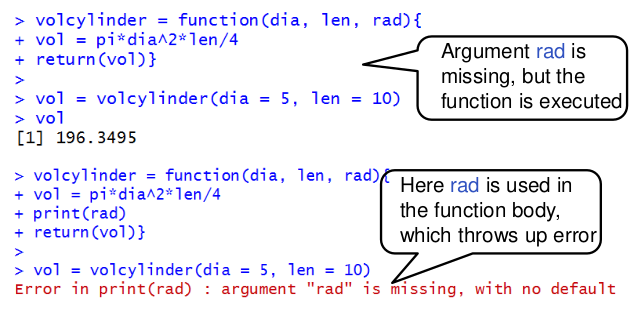 > volcylinder = function(dia, len, rad){
+ vol = pi*dia^2*len/4
+ return(vol)}
>
> vol = volcylinder(dia = 5, len = 10)
> vol
[1] 196.3495
Argument rad is
missing, but the
function is executed
> volcylinder = function(dia, len, rad){
+ vol = pi*dia^2*len/4
+ print(rad)
+ return(vol)}
>
> vol = volcylinder(dia = 5, len = 10)
Error in print(rad) : argument "rad" is missing, with no default
Here rad is used in
the function body,
which throws up error